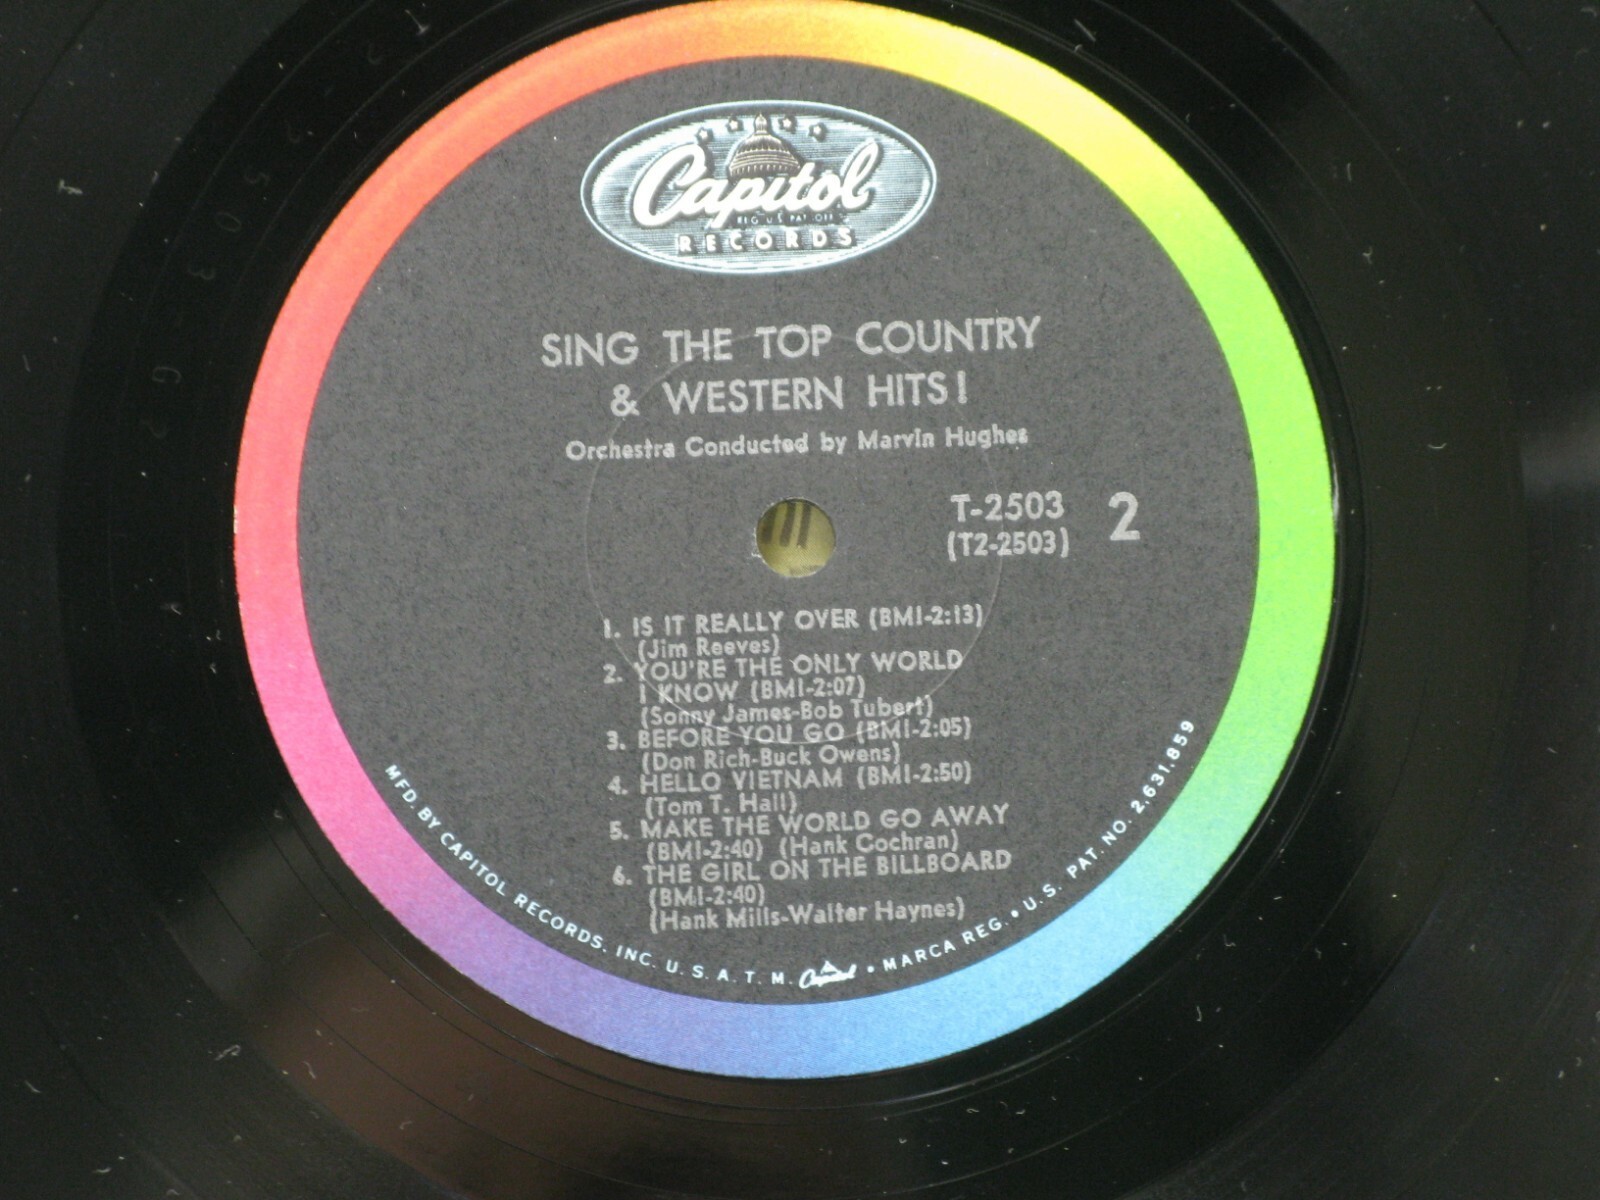 Capitol
REG. U.S. PAT. OFF.
RECORDS
SING THE TOP COUNTRY
& WESTERN HITS!
Orchestra Conducted by Marvin Hughes
T-2503 2
(T2-2503)
1. IS IT REALLY OVER (BMI-2:13)
(Jim Reeves)
2. YOU'RE THE ONLY WORLD
I KNOW (BMI-2:07)
(Sonny James-Bob Tubert)
3. BEFORE YOU GO (BMI-2:05)
(Don Rich-Buck Owens)
4. HELLO VIETNAM (BMI-2:50)
(Tom T. Hall)
5. MAKE THE WORLD GO AWAY
(BMI-2:40) (Hank Cochran)
6. THE GIRL ON THE BILLBOARD
(BMI-2:40)
(Hank Mills-Walter Haynes)
MFD. BY CAPITOL RECORDS, INC. U.S.A. T.M. Capitol • MARCA REG. • U.S. PAT. NO. 2,631,859